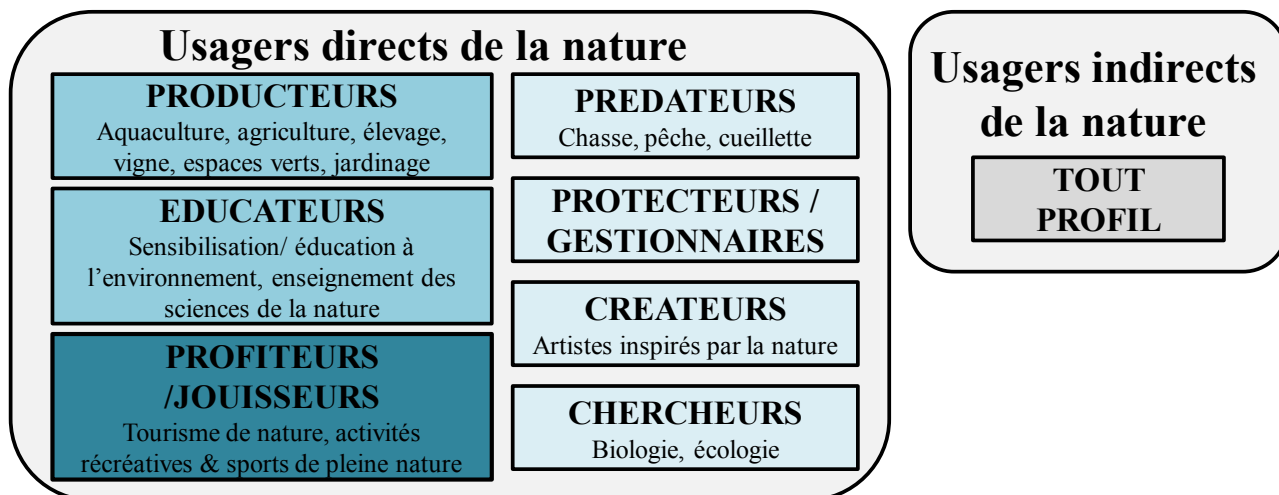 Usagers directs de la nature
PRODUCTEURS
Aquaculture, agriculture, élevage,
vigne, espaces verts, jardinage
EDUCATEURS
Sensibilisation/ éducation à
l’environnement, enseignement des
sciences de la nature
PROFITEURS
/JOUISSEURS
Tourisme de nature, activités
récréatives & sports de pleine nature
PREDATEURS
Chasse, pêche, cueillette
PROTECTEURS /
GESTIONNAIRES
CREATEURS
Artistes inspirés par la nature
CHERCHEURS
Biologie, écologie
Usagers indirects
de la nature
TOUT
PROFIL